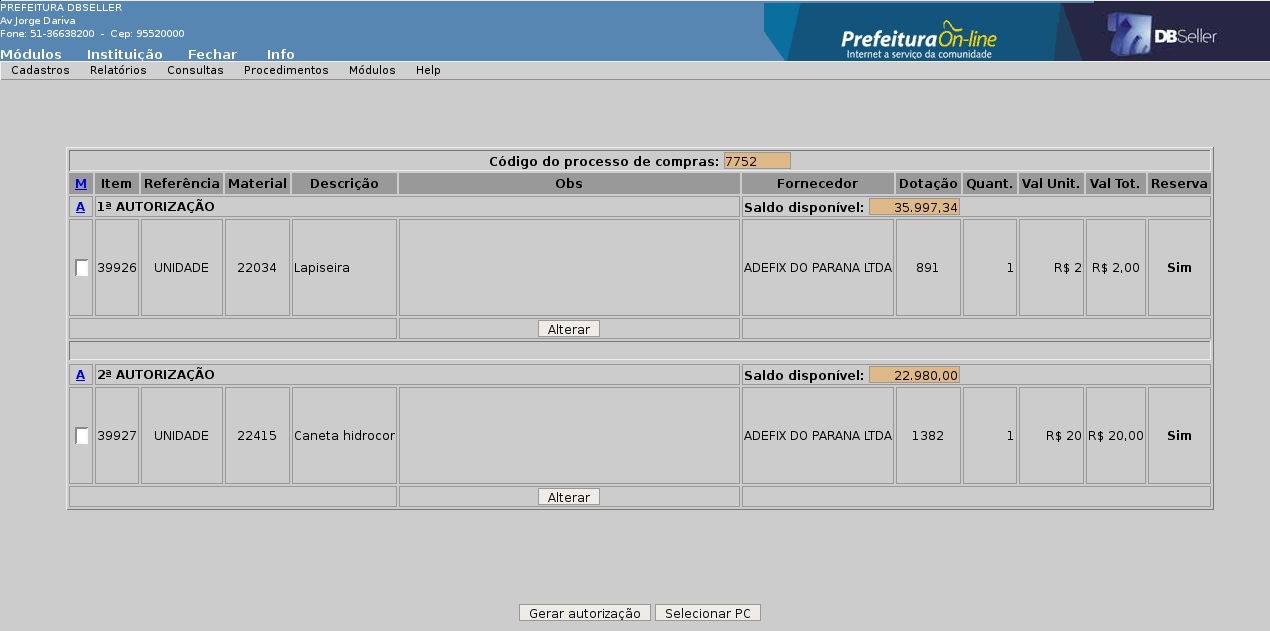 PREFEITURA DBSELLER
Av Jorge Dariva
Fone: 51-36638200 - Cep: 95520000
PrefeituraOn-line
Internet a serviço da comunidade
DBSeller
Módulos Instituição Fechar Info
Cadastros Relatórios Consultas Procedimentos Módulos Help
Código do processo de compras: 7752
M Item Referência Material Descrição Obs Fornecedor Dotação Quant. Val Unit. Val Tot. Reserva
A 1ª AUTORIZAÇÃO Saldo disponível: 35.997,34
39926 UNIDADE 22034 Lapiseira ADEFIX DO PARANA LTDA 891 1 R$ 2 R$ 2,00 Sim
Alterar
A 2ª AUTORIZAÇÃO Saldo disponível: 22.980,00
39927 UNIDADE 22415 Caneta hidrocor ADEFIX DO PARANA LTDA 1382 1 R$ 20 R$ 20,00 Sim
Alterar
Gerar autorização Selecionar PC